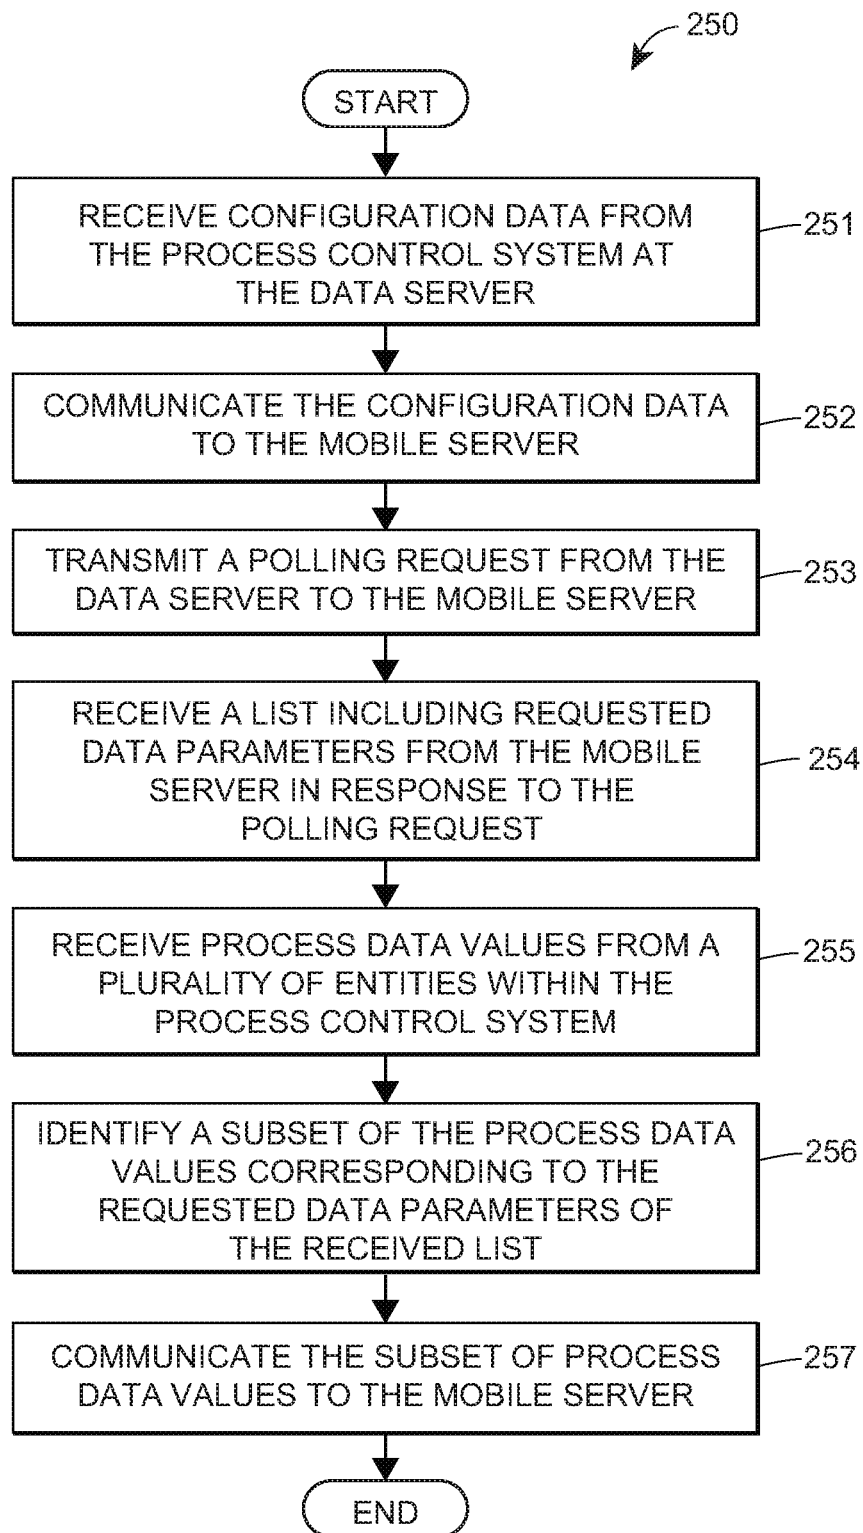 250
START
RECEIVE CONFIGURATION DATA FROM
THE PROCESS CONTROL SYSTEM AT
THE DATA SERVER
251
COMMUNICATE THE CONFIGURATION DATA
TO THE MOBILE SERVER
252
TRANSMIT A POLLING REQUEST FROM THE
DATA SERVER TO THE MOBILE SERVER
253
RECEIVE A LIST INCLUDING REQUESTED
DATA PARAMETERS FROM THE MOBILE
SERVER IN RESPONSE TO THE
POLLING REQUEST
254
RECEIVE PROCESS DATA VALUES FROM A
PLURALITY OF ENTITIES WITHIN THE
PROCESS CONTROL SYSTEM
255
IDENTIFY A SUBSET OF THE PROCESS DATA
VALUES CORRESPONDING TO THE
REQUESTED DATA PARAMETERS OF
THE RECEIVED LIST
256
COMMUNICATE THE SUBSET OF PROCESS
DATA VALUES TO THE MOBILE SERVER
257
END